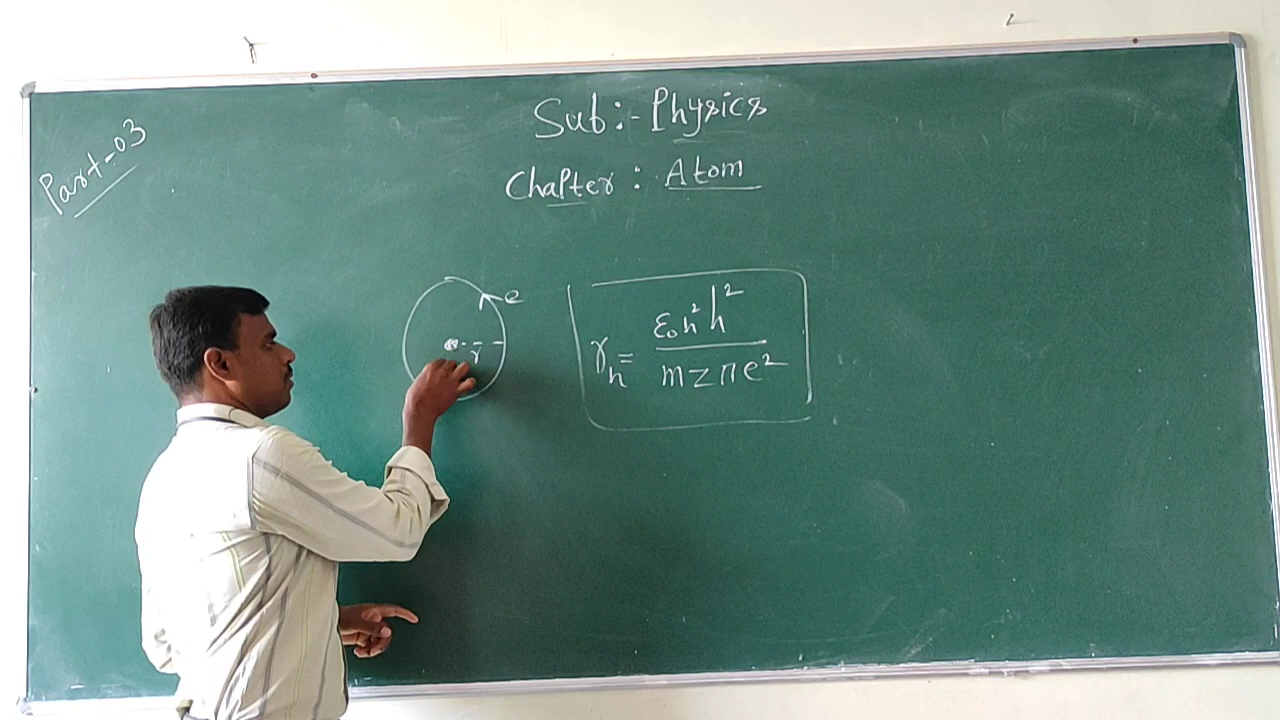 Part-03
Sub:- Physics
Chapter : Atom
e
r
rₙ = ε₀n²h² / mzπe²